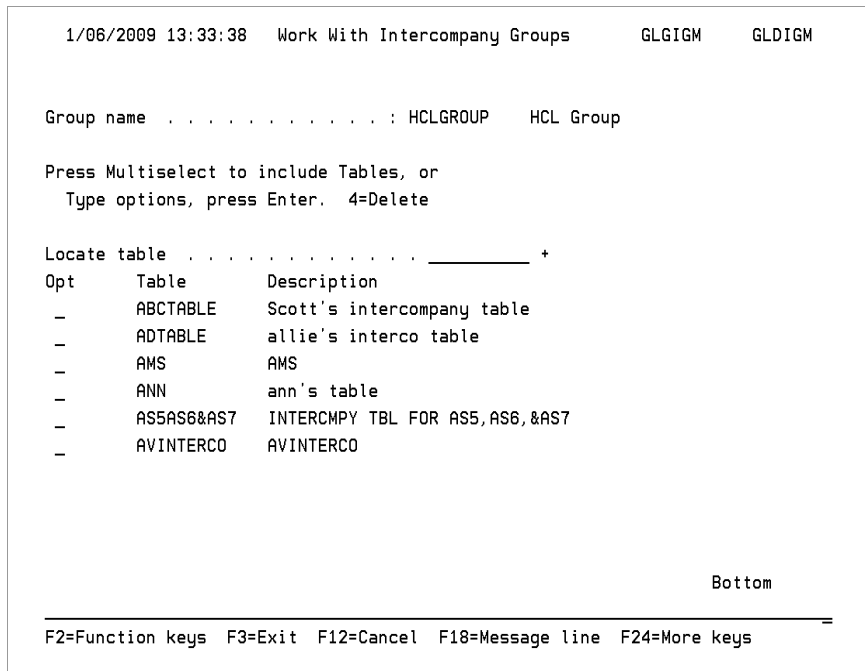 1/06/2009 13:33:38   Work With Intercompany Groups   GLGIGM   GLDIGM
Group name  . . . . . . . . . . . : HCLGROUP   HCL Group
Press Multiselect to include Tables, or
Type options, press Enter.  4=Delete
Locate table  . . . . . . . . . . . . __________ +
Opt   Table   Description
_   ABCTABLE   Scott's intercompany table
_   ADTABLE   allie's interco table
_   AMS   AMS
_   ANN   ann's table
_   AS5AS6&AS7   INTERCMPY TBL FOR AS5,AS6,&AS7
_   AVINTERCO   AVINTERCO
Bottom
F2=Function keys  F3=Exit  F12=Cancel  F18=Message line  F24=More keys